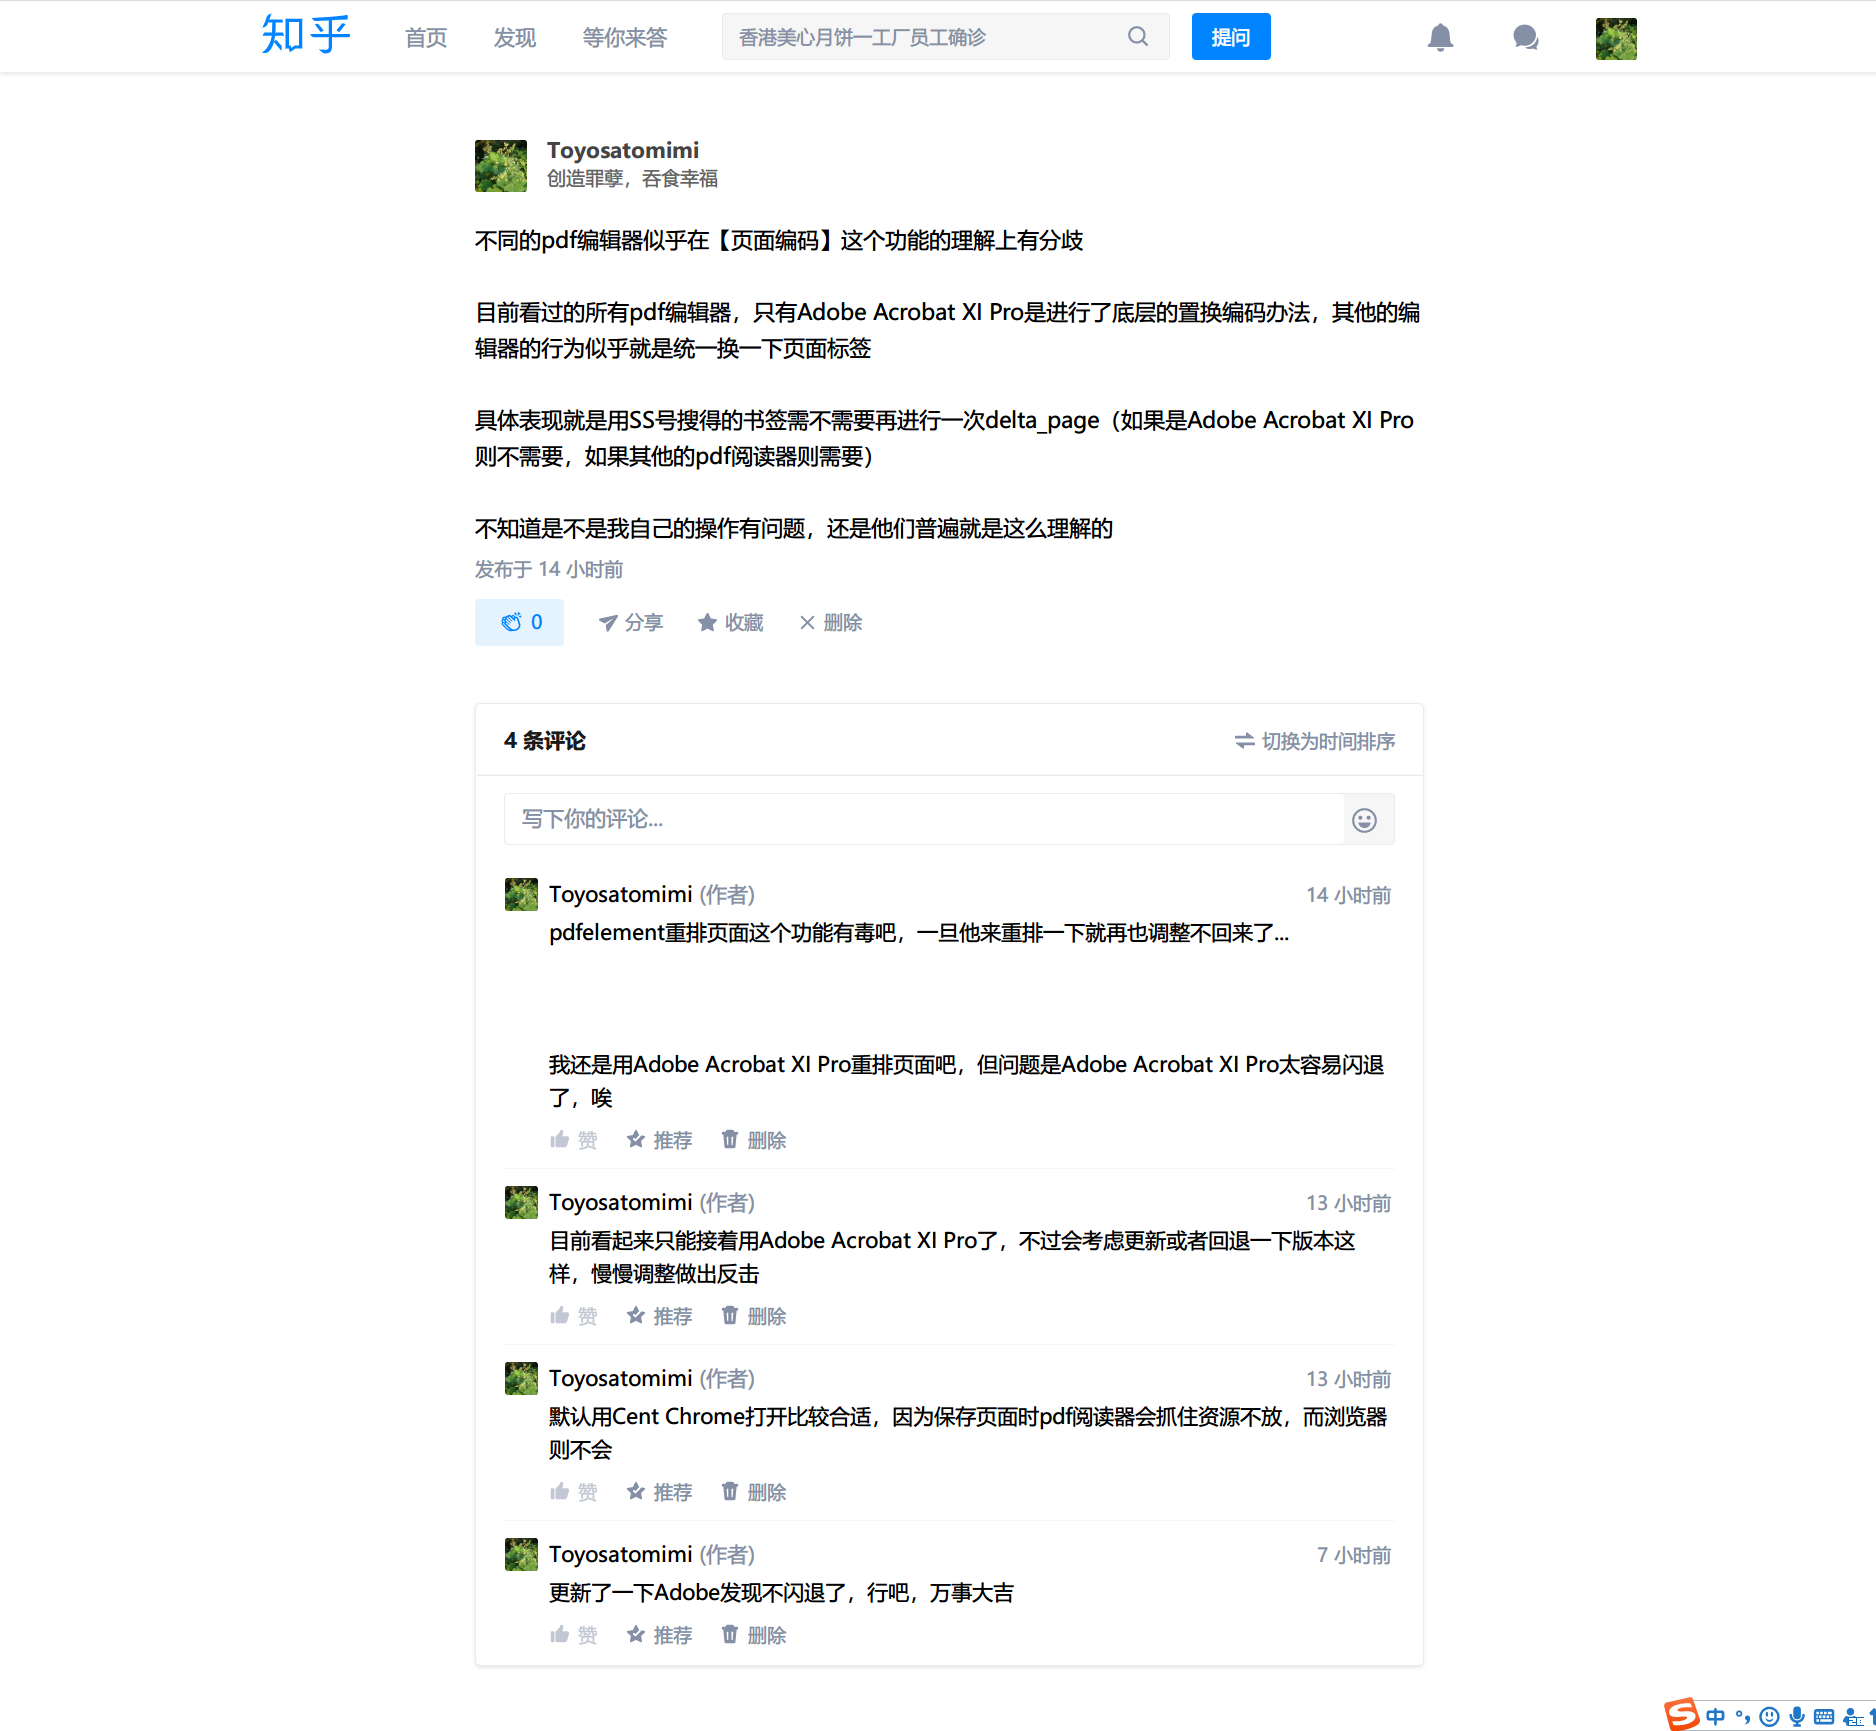 知乎 首页 发现 等你来答 香港美心月饼一工厂员工确诊 提问
Toyosatomimi
创造罪孽，吞食幸福
不同的pdf编辑器似乎在【页面编码】这个功能的理解上有分歧
目前看过的所有pdf编辑器，只有Adobe Acrobat XI Pro是进行了底层的置换编码办法，其他的编
辑器的行为似乎就是统一换一下页面标签
具体表现就是用SS号搜得的书签需不需要再进行一次delta_page（如果是Adobe Acrobat XI Pro
则不需要，如果其他的pdf阅读器则需要）
不知道是不是我自己的操作有问题，还是他们普遍就是这么理解的
发布于 14 小时前
0 分享 收藏 删除
4 条评论 切换为时间排序
写下你的评论...
Toyosatomimi (作者) 14 小时前
pdfelement重排页面这个功能有毒吧，一旦他来重排一下就再也调整不回来了...
我还是用Adobe Acrobat XI Pro重排页面吧，但问题是Adobe Acrobat XI Pro太容易闪退
了，唉
赞 推荐 删除
Toyosatomimi (作者) 13 小时前
目前看起来只能接着用Adobe Acrobat XI Pro了，不过会考虑更新或者回退一下版本这
样，慢慢调整做出反击
赞 推荐 删除
Toyosatomimi (作者) 13 小时前
默认用Cent Chrome打开比较合适，因为保存页面时pdf阅读器会抓住资源不放，而浏览器
则不会
赞 推荐 删除
Toyosatomimi (作者) 7 小时前
更新了一下Adobe发现不闪退了，行吧，万事大吉
赞 推荐 删除
S 中